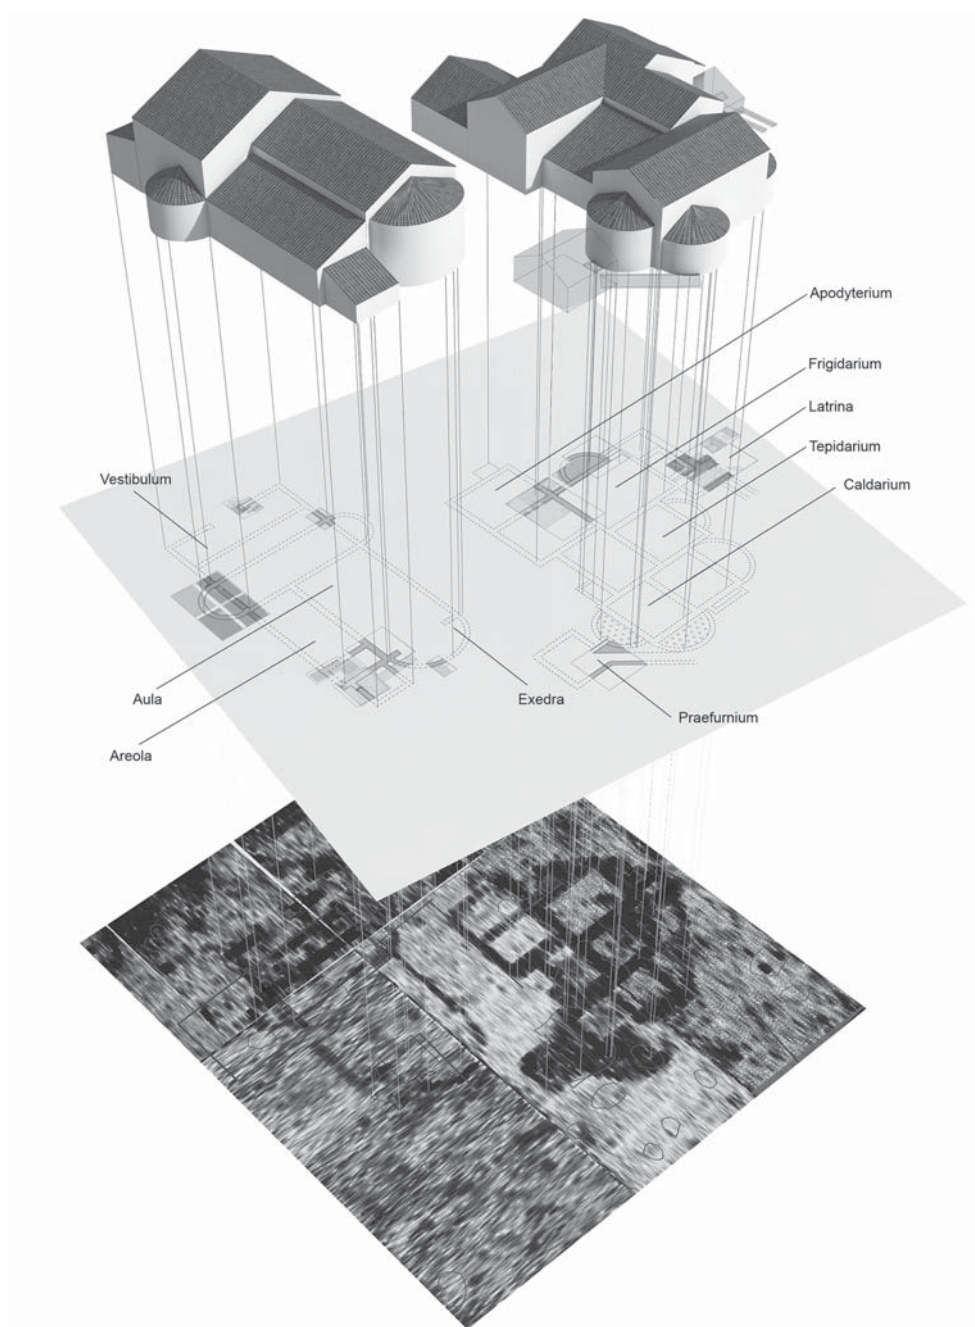 Apodyterium
Frigidarium
Latrina
Tepidarium
Vestibulum
Caldarium
Aula
Exedra
Praefurnium
Areola